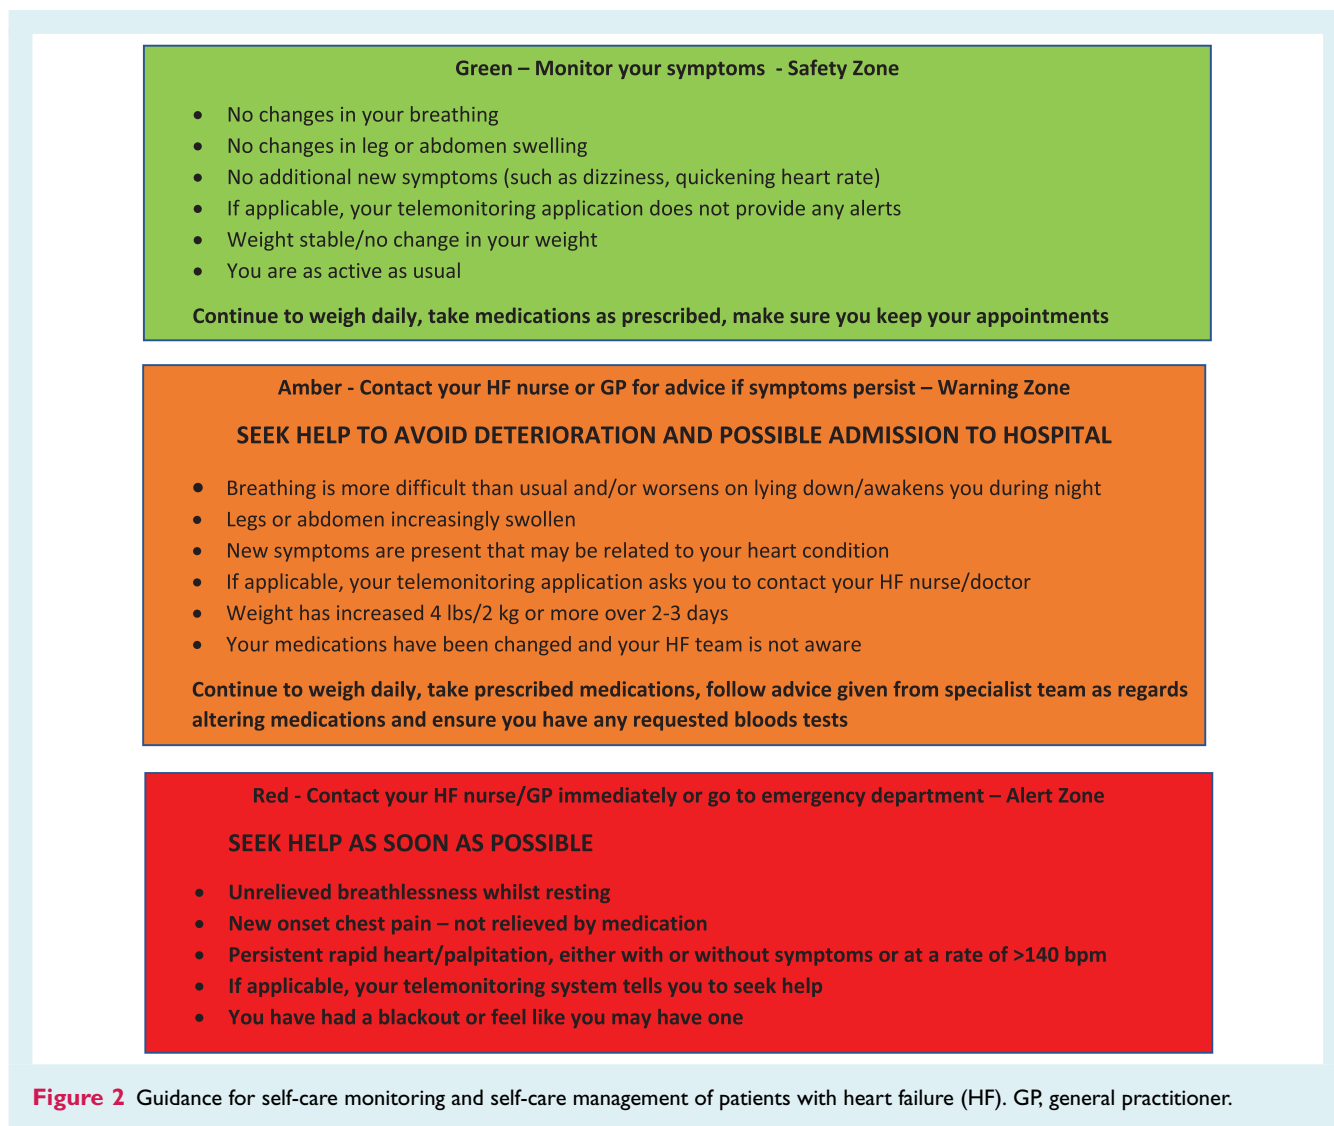 Green – Monitor your symptoms - Safety Zone
• No changes in your breathing
• No changes in leg or abdomen swelling
• No additional new symptoms (such as dizziness, quickening heart rate)
• If applicable, your telemonitoring application does not provide any alerts
• Weight stable/no change in your weight
• You are as active as usual
Continue to weigh daily, take medications as prescribed, make sure you keep your appointments
Amber - Contact your HF nurse or GP for advice if symptoms persist – Warning Zone
SEEK HELP TO AVOID DETERIORATION AND POSSIBLE ADMISSION TO HOSPITAL
• Breathing is more difficult than usual and/or worsens on lying down/awakens you during night
• Legs or abdomen increasingly swollen
• New symptoms are present that may be related to your heart condition
• If applicable, your telemonitoring application asks you to contact your HF nurse/doctor
• Weight has increased 4 lbs/2 kg or more over 2-3 days
• Your medications have been changed and your HF team is not aware
Continue to weigh daily, take prescribed medications, follow advice given from specialist team as regards
altering medications and ensure you have any requested bloods tests
Red - Contact your HF nurse/GP immediately or go to emergency department – Alert Zone
SEEK HELP AS SOON AS POSSIBLE
• Unrelieved breathlessness whilst resting
• New onset chest pain – not relieved by medication
• Persistent rapid heart/palpitation, either with or without symptoms or at a rate of >140 bpm
• If applicable, your telemonitoring system tells you to seek help
• You have had a blackout or feel like you may have one
Figure 2 Guidance for self-care monitoring and self-care management of patients with heart failure (HF). GP, general practitioner.